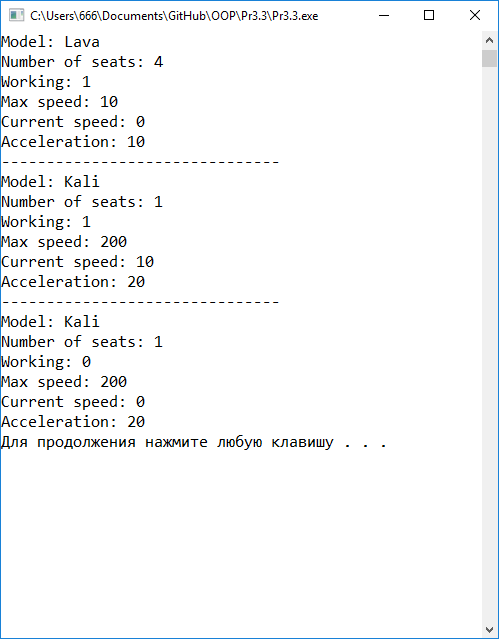 C:\Users\666\Documents\GitHub\OOP\Pr3.3\Pr3.3.exe
Model: Lava
Number of seats: 4
Working: 1
Max speed: 10
Current speed: 0
Acceleration: 10
-------------------------------
Model: Kali
Number of seats: 1
Working: 1
Max speed: 200
Current speed: 10
Acceleration: 20
-------------------------------
Model: Kali
Number of seats: 1
Working: 0
Max speed: 200
Current speed: 0
Acceleration: 20
Для продолжения нажмите любую клавишу . . .